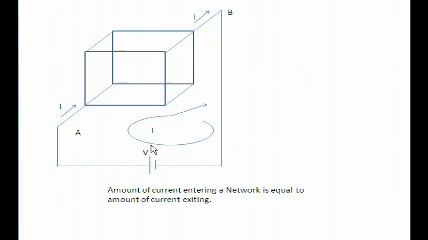 I
B
I
A
I
V
Amount of current entering a Network is equal to
amount of current exiting.